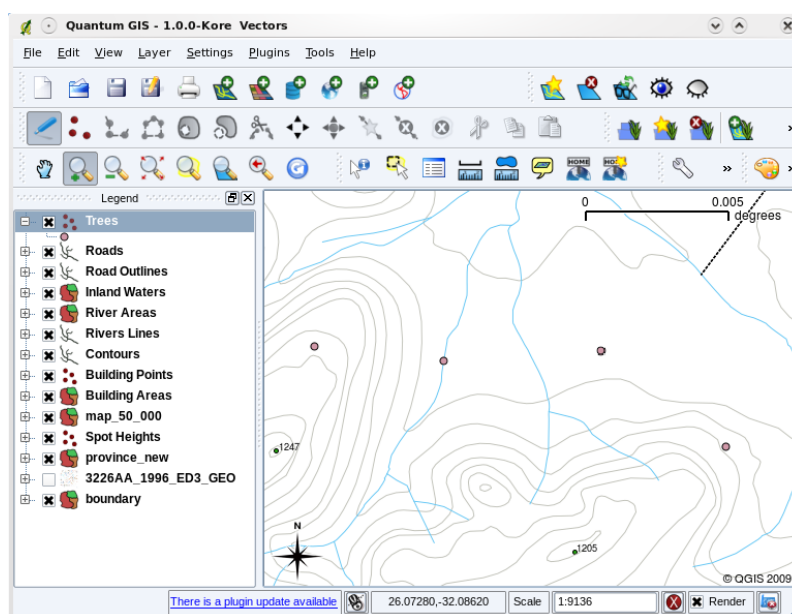 Quantum GIS - 1.0.0-Kore Vectors
File Edit View Layer Settings Plugins Tools Help
HOME
Legend
Trees
Roads
Road Outlines
Inland Waters
River Areas
Rivers Lines
Contours
Building Points
Building Areas
map_50_000
Spot Heights
province_new
3226AA_1996_ED3_GEO
boundary
0 0.005
degrees
1247
1205
N
© QGIS 2009
There is a plugin update available 26.07280,-32.08620 Scale 1:9136 Render